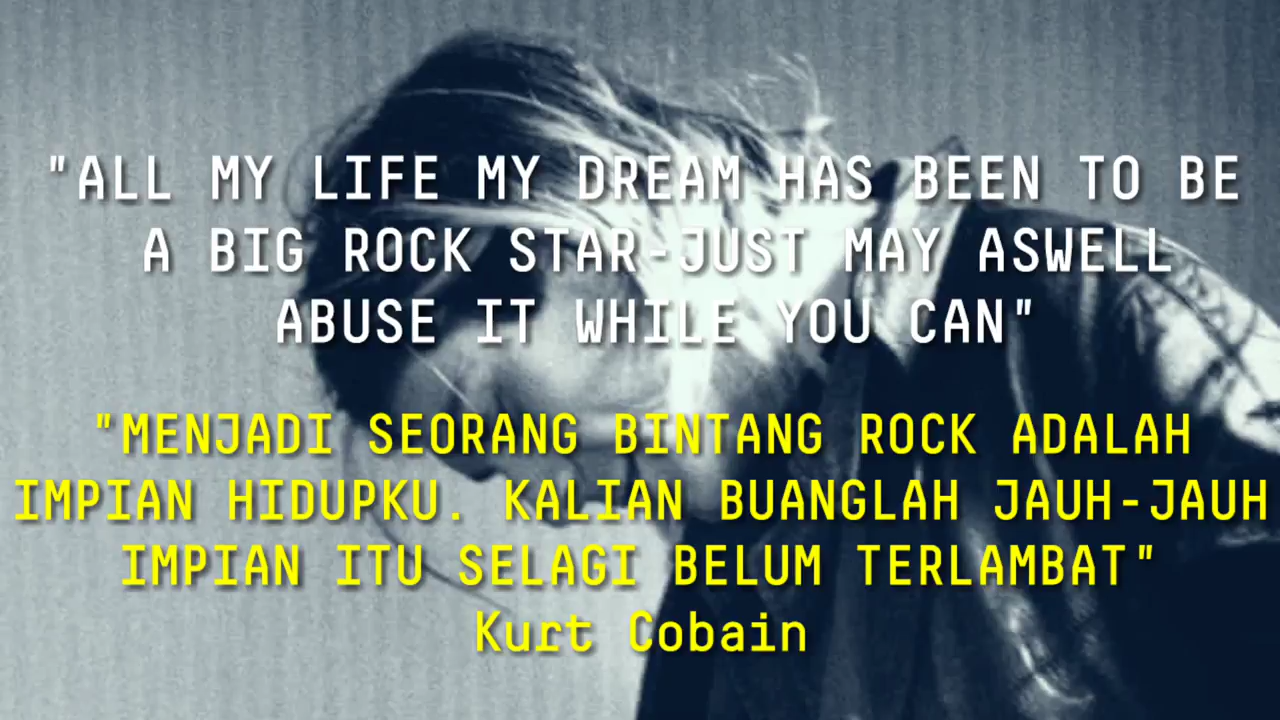 "ALL MY LIFE MY DREAM HAS BEEN TO BE
A BIG ROCK STAR-JUST MAY ASWELL
ABUSE IT WHILE YOU CAN"
"MENJADI SEORANG BINTANG ROCK ADALAH
IMPIAN HIDUPKU. KALIAN BUANGLAH JAUH-JAUH
IMPIAN ITU SELAGI BELUM TERLAMBAT"
Kurt Cobain